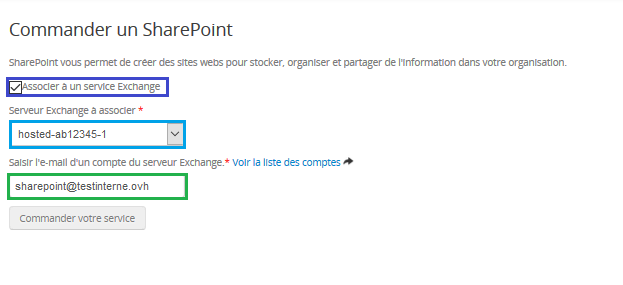 Commander un SharePoint
SharePoint vous permet de créer des sites webs pour stocker, organiser et partager de l'information dans votre organisation.
Associer à un service Exchange
Serveur Exchange à associer *
hosted-ab12345-1
Saisir l'e-mail d'un compte du serveur Exchange.* Voir la liste des comptes
sharepoint@testinterne.ovh
Commander votre service